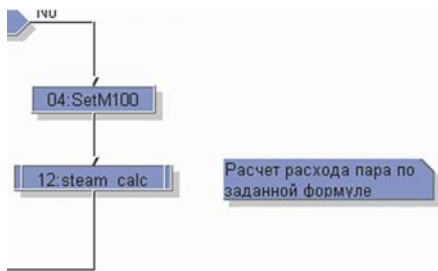 No
04:SetM100
12:steam_calc
Расчет расхода пара по
заданной формуле